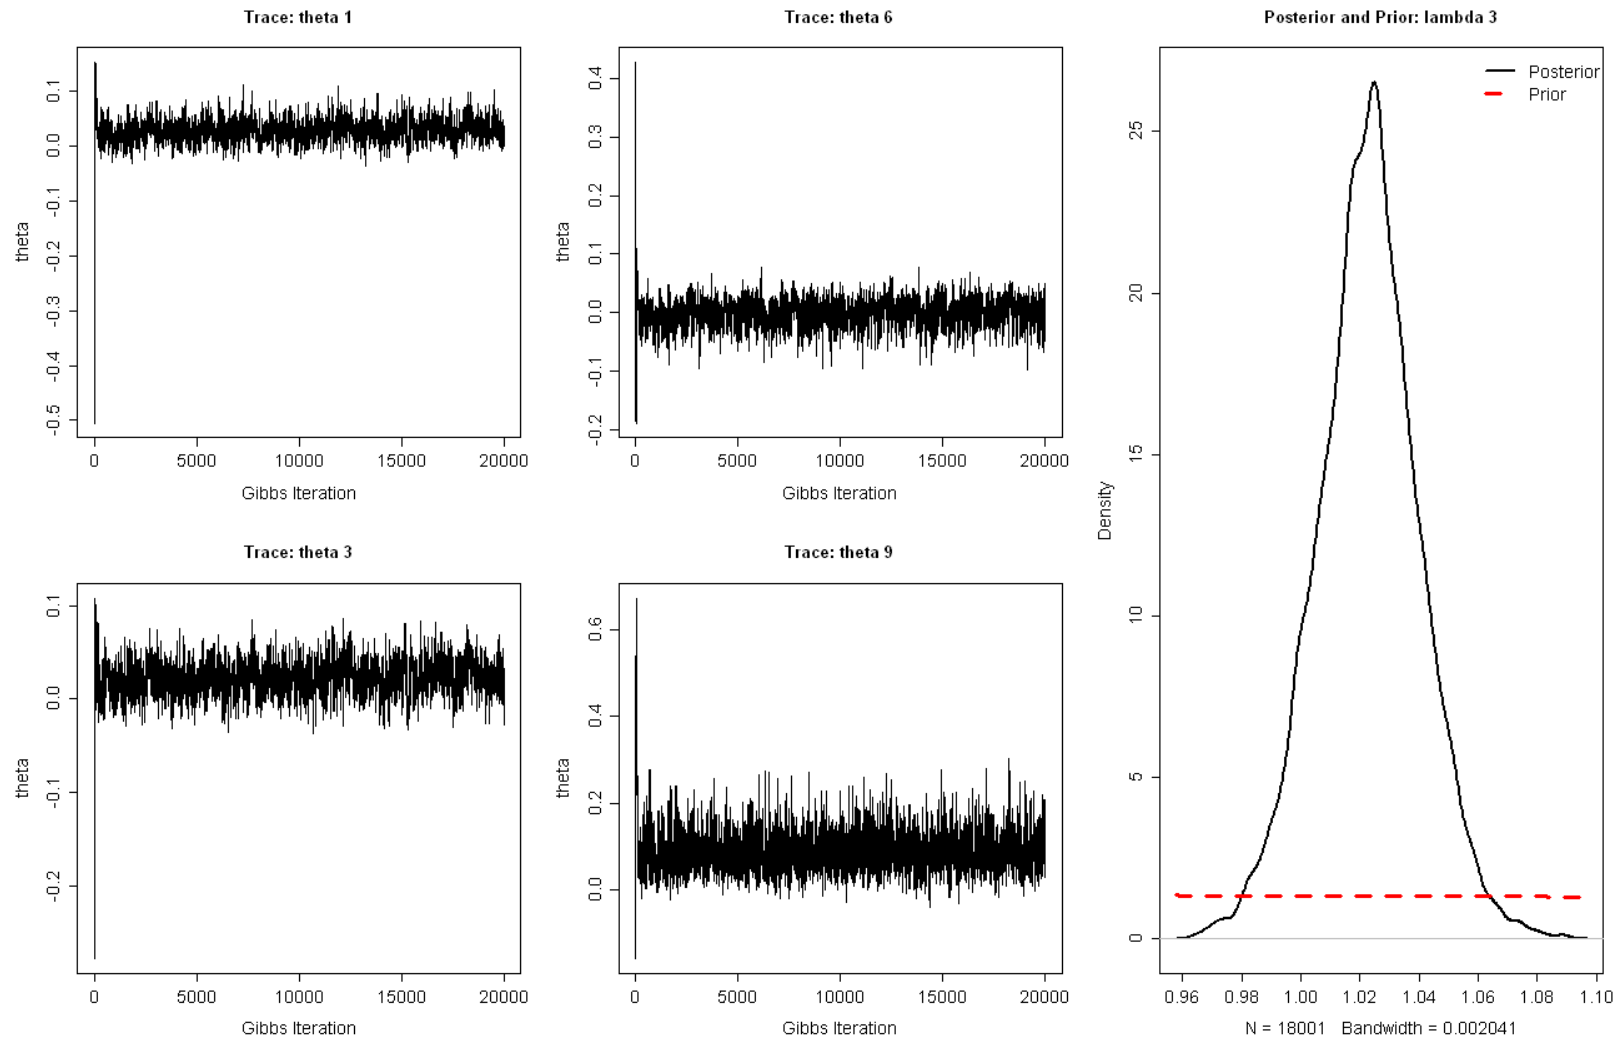 Trace: theta 1
theta
0.1
0.0
-0.1
-0.2
-0.3
-0.4
-0.5
0 5000 10000 15000 20000
Gibbs Iteration
Trace: theta 6
theta
0.4
0.3
0.2
0.1
0.0
-0.1
-0.2
0 5000 10000 15000 20000
Gibbs Iteration
Trace: theta 3
theta
0.1
0.0
-0.1
-0.2
0 5000 10000 15000 20000
Gibbs Iteration
Trace: theta 9
theta
0.6
0.4
0.2
0.0
0 5000 10000 15000 20000
Gibbs Iteration
Posterior and Prior: lambda 3
Posterior
Prior
Density
25
20
15
10
5
0
0.96 0.98 1.00 1.02 1.04 1.06 1.08 1.10
N = 18001 Bandwidth = 0.002041